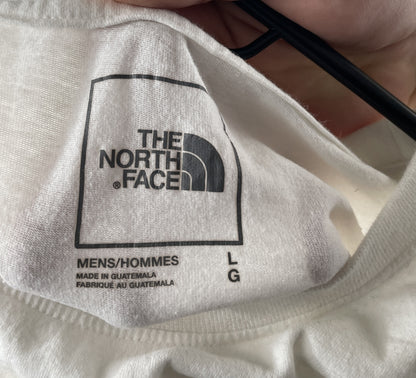 THE
NORTH
®FACE
MENS/HOMMES L
MADE IN GUATEMALA G
FABRIQUÉ AU GUATEMALA